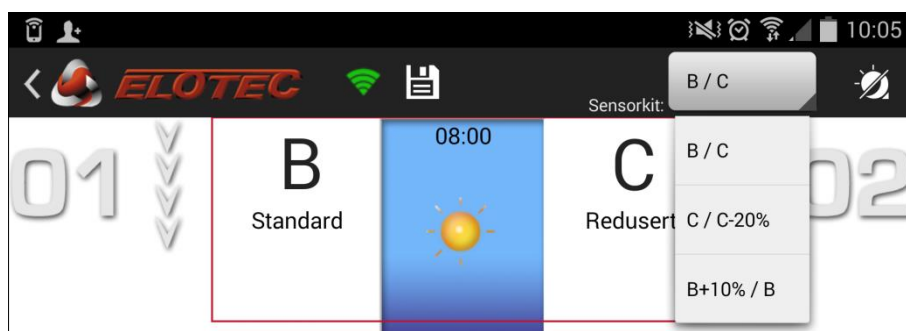 10:05
ELOTEC
Sensorkit:
B / C
01
B
Standard
08:00
C
Redusert
02
B / C
C / C-20%
B+10% / B